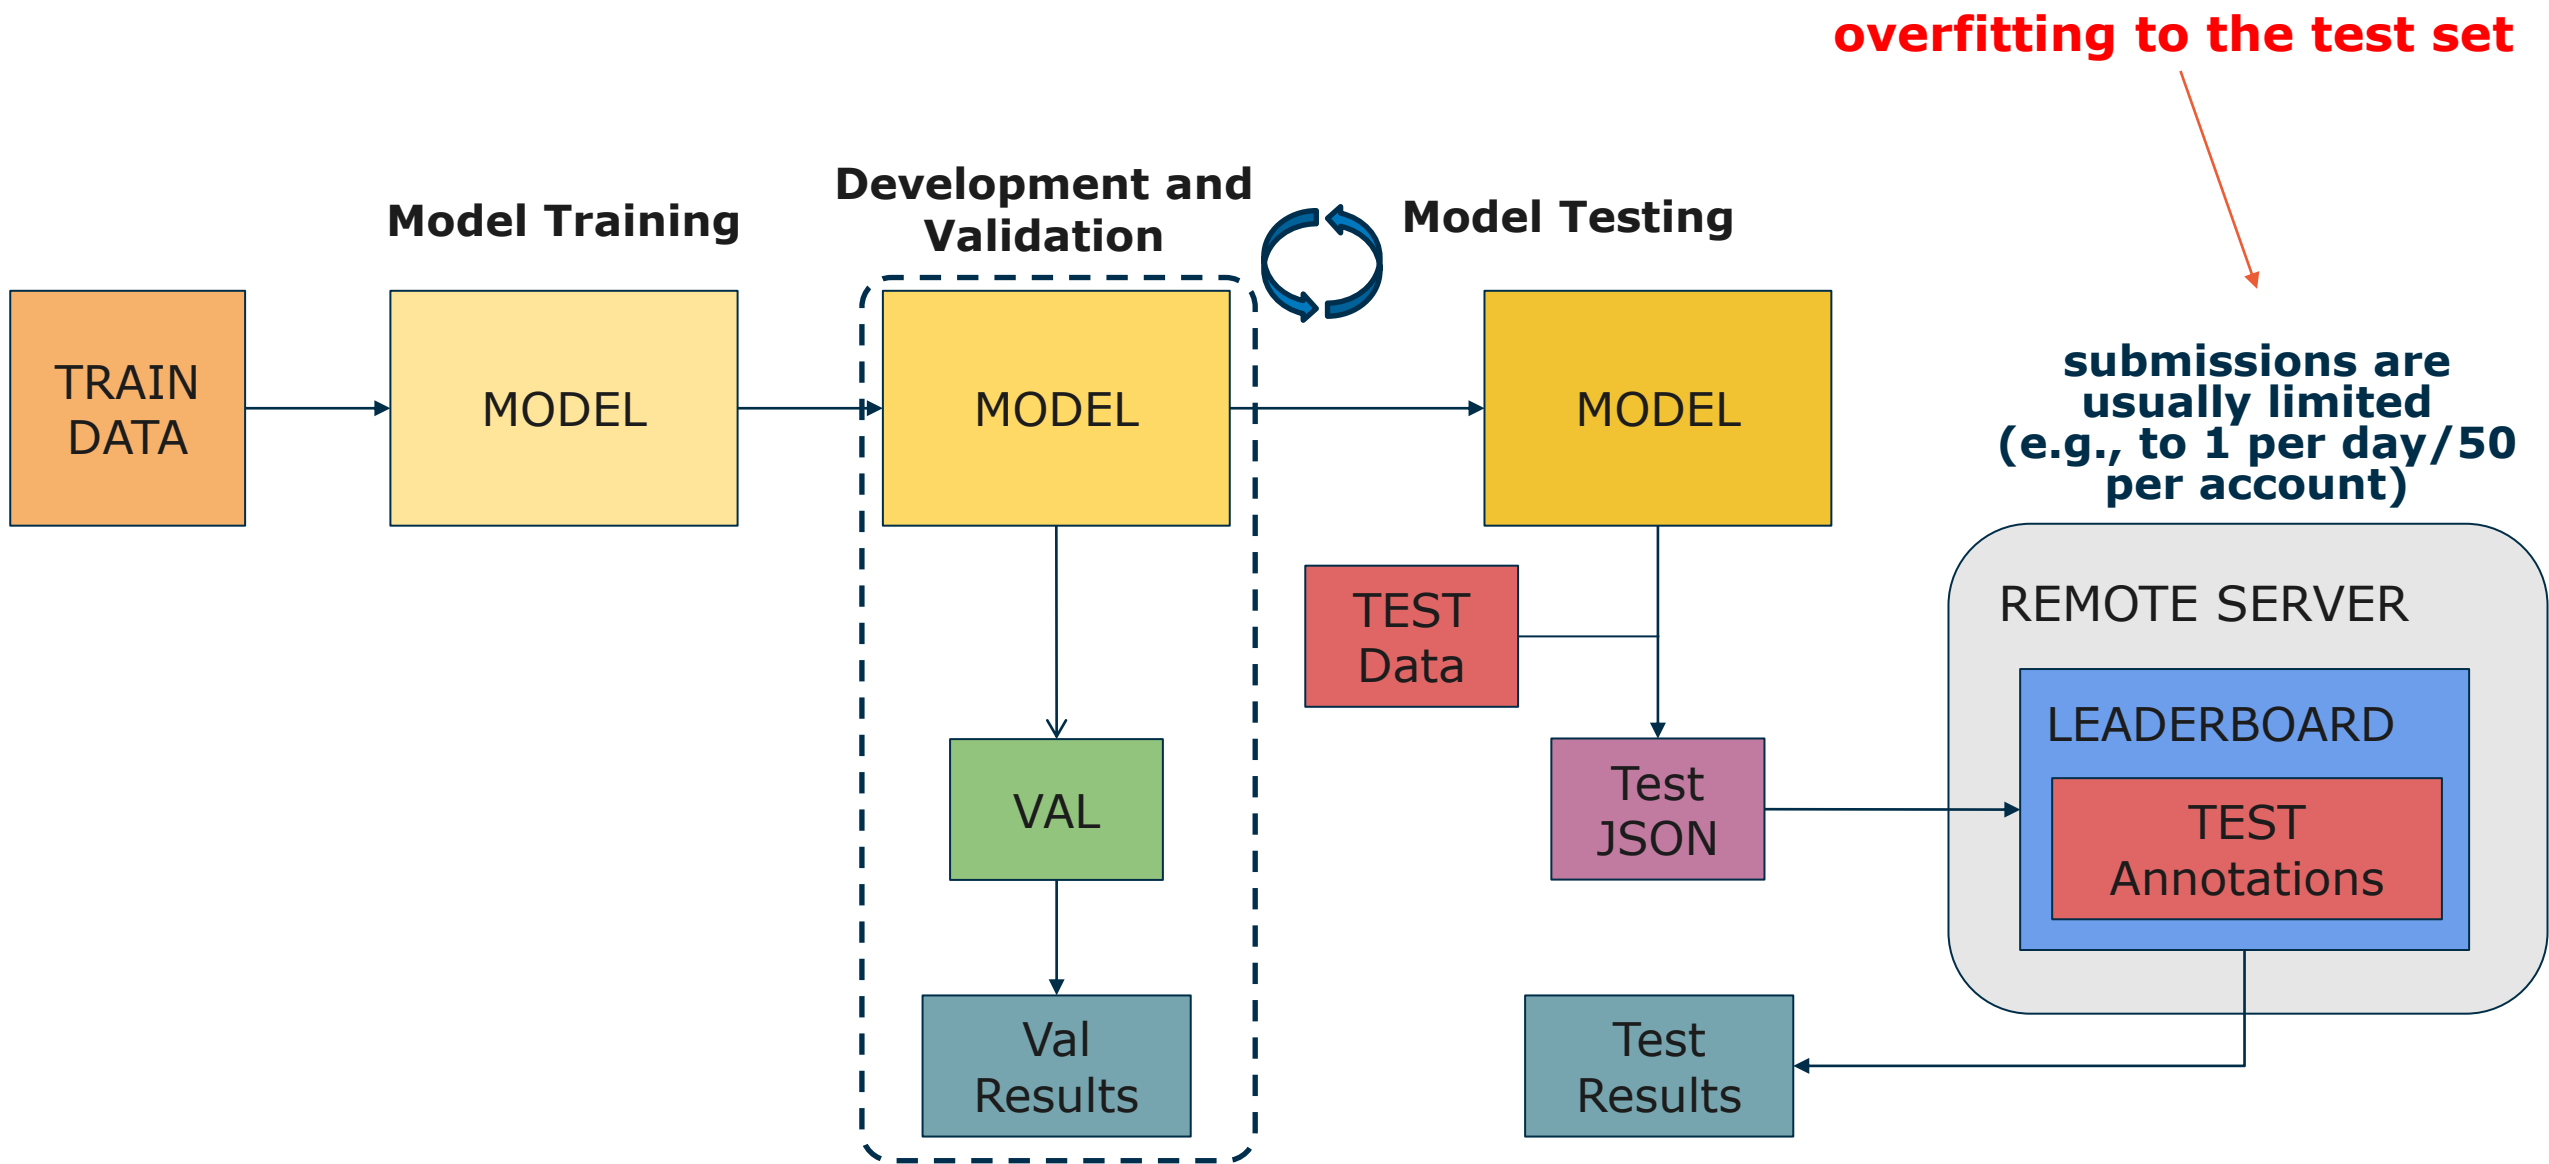 overfitting to the test set
Model Training
Development and
Validation
Model Testing
TRAIN
DATA
MODEL
MODEL
MODEL
submissions are
usually limited
(e.g., to 1 per day/50
per account)
TEST
Data
REMOTE SERVER
LEADERBOARD
VAL
Test
JSON
TEST
Annotations
Val
Results
Test
Results